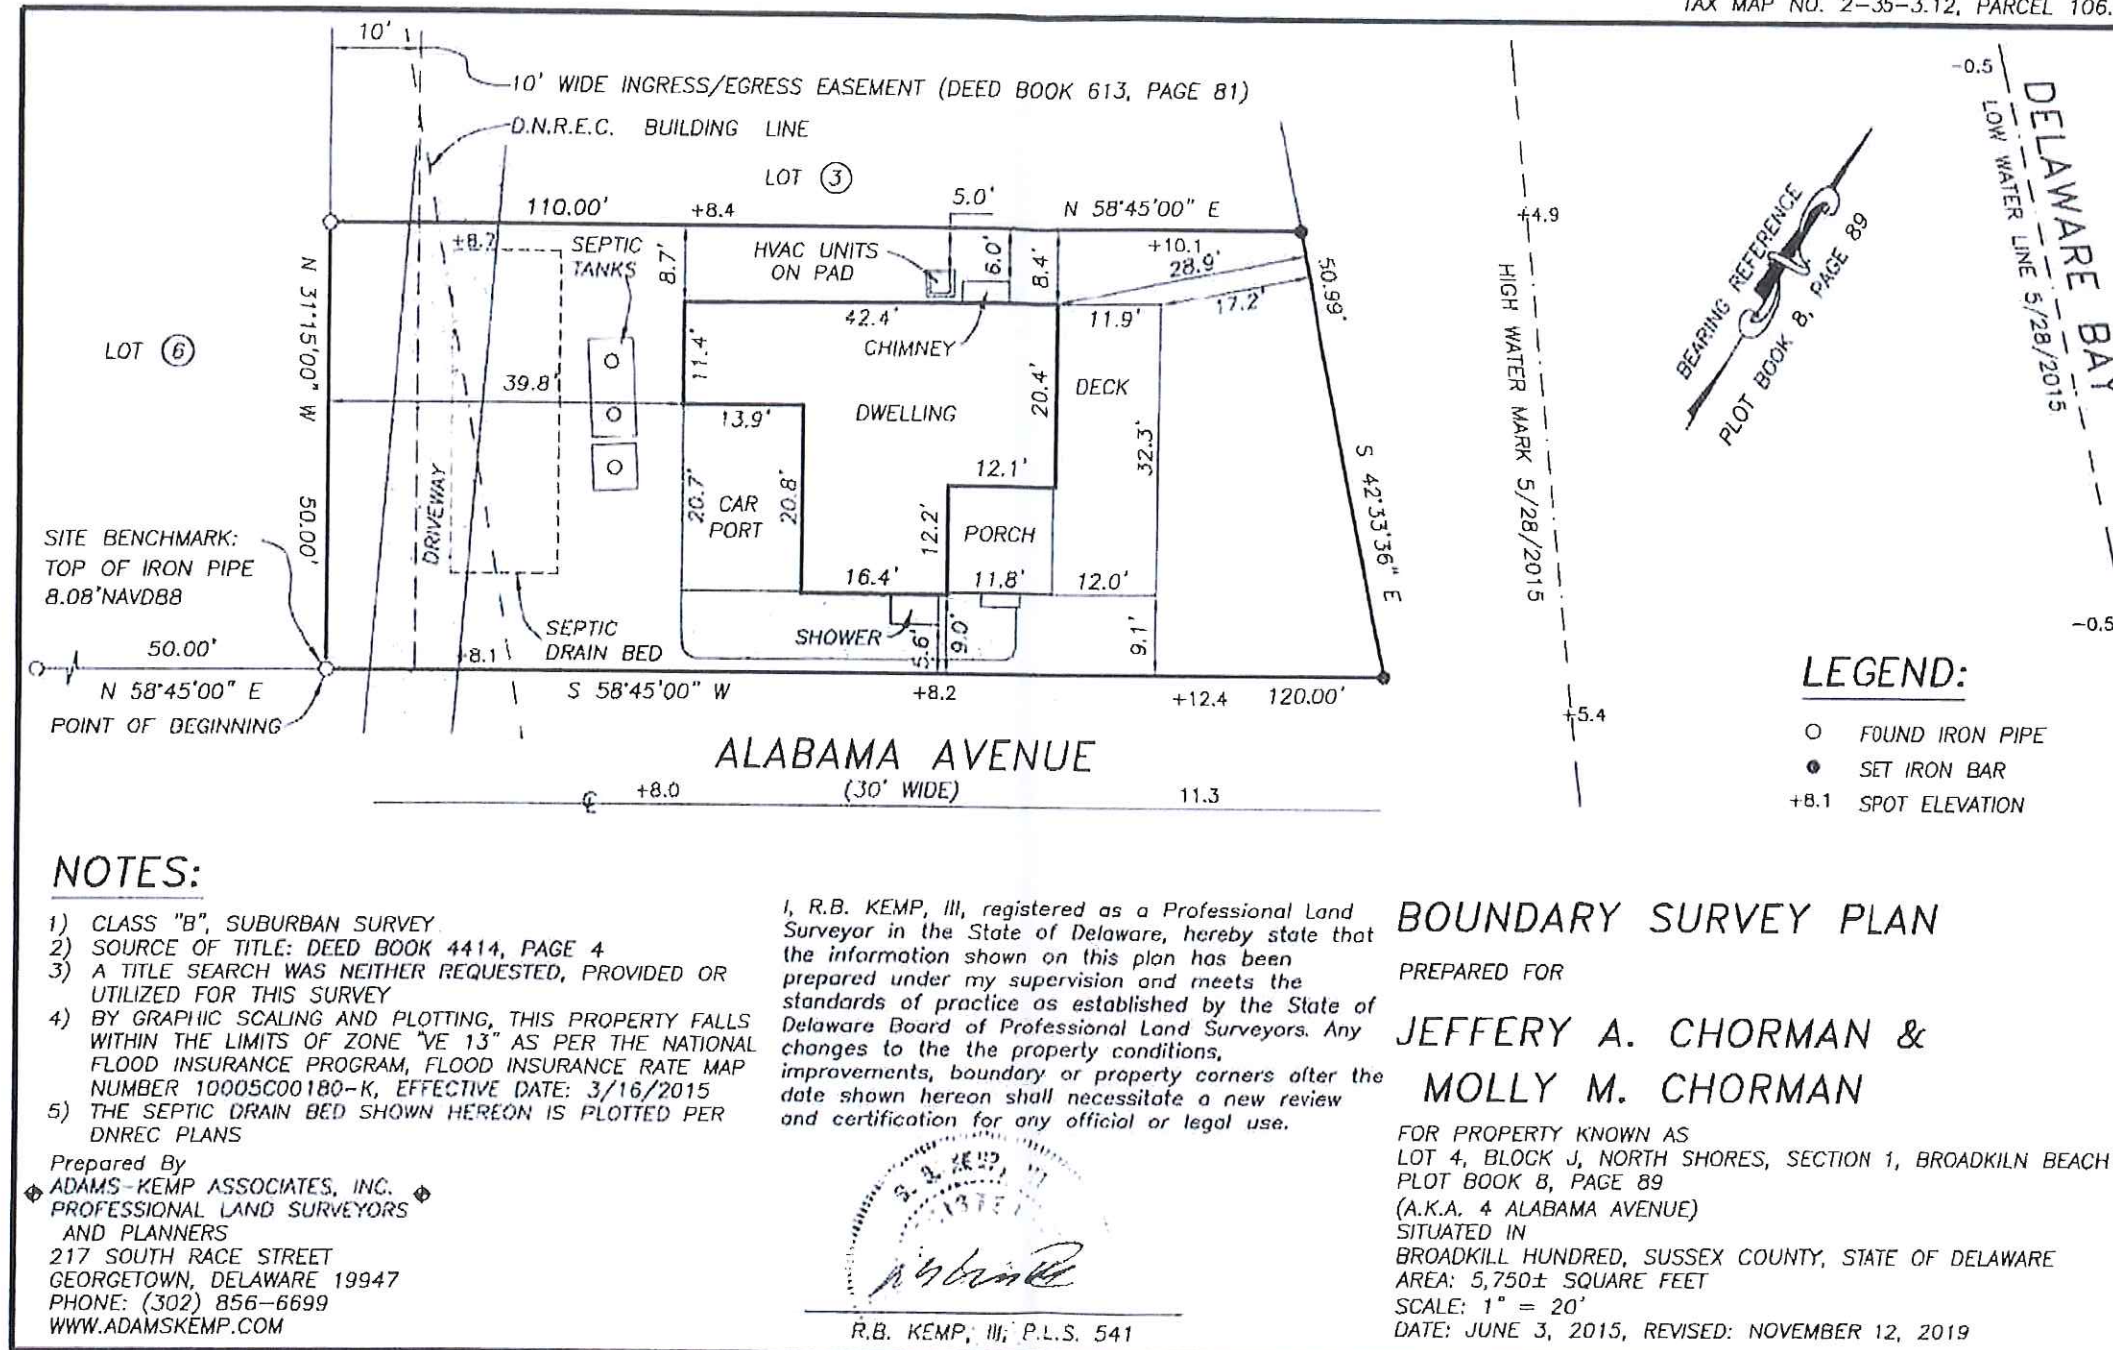 TAX MAP NO. 2-35-3.12, PARCEL 106.
10'
10' WIDE INGRESS/EGRESS EASEMENT (DEED BOOK 613, PAGE 81)
D.N.R.E.C. BUILDING LINE
LOT 3
110.00'
+8.4
5.0'
N 58°45'00" E
+8.7
SEPTIC
TANKS
8.7'
HVAC UNITS
ON PAD
6.0'
8.4'
+10.1
28.9'
17.2'
50.99'
S 42°33'36" E
N 31°15'00" W
50.00'
LOT 6
42.4'
11.9'
CHIMNEY
11.4'
39.8'
13.9'
DWELLING
20.4'
DECK
32.3'
12.1'
20.7'
CAR
PORT
20.8'
12.2'
PORCH
DRIVEWAY
16.4'
11.8'
12.0'
SITE BENCHMARK:
TOP OF IRON PIPE
8.08'NAVD88
SEPTIC
DRAIN BED
SHOWER
5.6'
9.0'
9.1'
50.00'
+8.1
N 58°45'00" E
S 58°45'00" W
+8.2
+12.4
120.00'
POINT OF BEGINNING
ALABAMA AVENUE
(30' WIDE)
+8.0
11.3
+4.9
HIGH WATER MARK 5/28/2015
+5.4
BEARING REFERENCE
PLOT BOOK 8, PAGE 89
-0.5
LOW WATER LINE 5/28/2015
DELAWARE BAY
-0.5
LEGEND:
FOUND IRON PIPE
SET IRON BAR
+8.1 SPOT ELEVATION
NOTES:
1) CLASS "B", SUBURBAN SURVEY
2) SOURCE OF TITLE: DEED BOOK 4414, PAGE 4
3) A TITLE SEARCH WAS NEITHER REQUESTED, PROVIDED OR
UTILIZED FOR THIS SURVEY
4) BY GRAPHIC SCALING AND PLOTTING, THIS PROPERTY FALLS
WITHIN THE LIMITS OF ZONE "VE 13" AS PER THE NATIONAL
FLOOD INSURANCE PROGRAM, FLOOD INSURANCE RATE MAP
NUMBER 10005C00180-K, EFFECTIVE DATE: 3/16/2015
5) THE SEPTIC DRAIN BED SHOWN HEREON IS PLOTTED PER
DNREC PLANS
Prepared By
ADAMS-KEMP ASSOCIATES, INC.
PROFESSIONAL LAND SURVEYORS
AND PLANNERS
217 SOUTH RACE STREET
GEORGETOWN, DELAWARE 19947
PHONE: (302) 856-6699
WWW.ADAMSKEMP.COM
I, R.B. KEMP, III, registered as a Professional Land
Surveyor in the State of Delaware, hereby state that
the information shown on this plan has been
prepared under my supervision and meets the
standards of practice as established by the State of
Delaware Board of Professional Land Surveyors. Any
changes to the the property conditions,
improvements, boundary or property corners after the
date shown hereon shall necessitate a new review
and certification for any official or legal use.
R.B. KEMP, III, P.L.S. 541
BOUNDARY SURVEY PLAN
PREPARED FOR
JEFFERY A. CHORMAN &
MOLLY M. CHORMAN
FOR PROPERTY KNOWN AS
LOT 4, BLOCK J, NORTH SHORES, SECTION 1, BROADKILN BEACH
PLOT BOOK 8, PAGE 89
(A.K.A. 4 ALABAMA AVENUE)
SITUATED IN
BROADKILL HUNDRED, SUSSEX COUNTY, STATE OF DELAWARE
AREA: 5,750± SQUARE FEET
SCALE: 1" = 20'
DATE: JUNE 3, 2015, REVISED: NOVEMBER 12, 2019